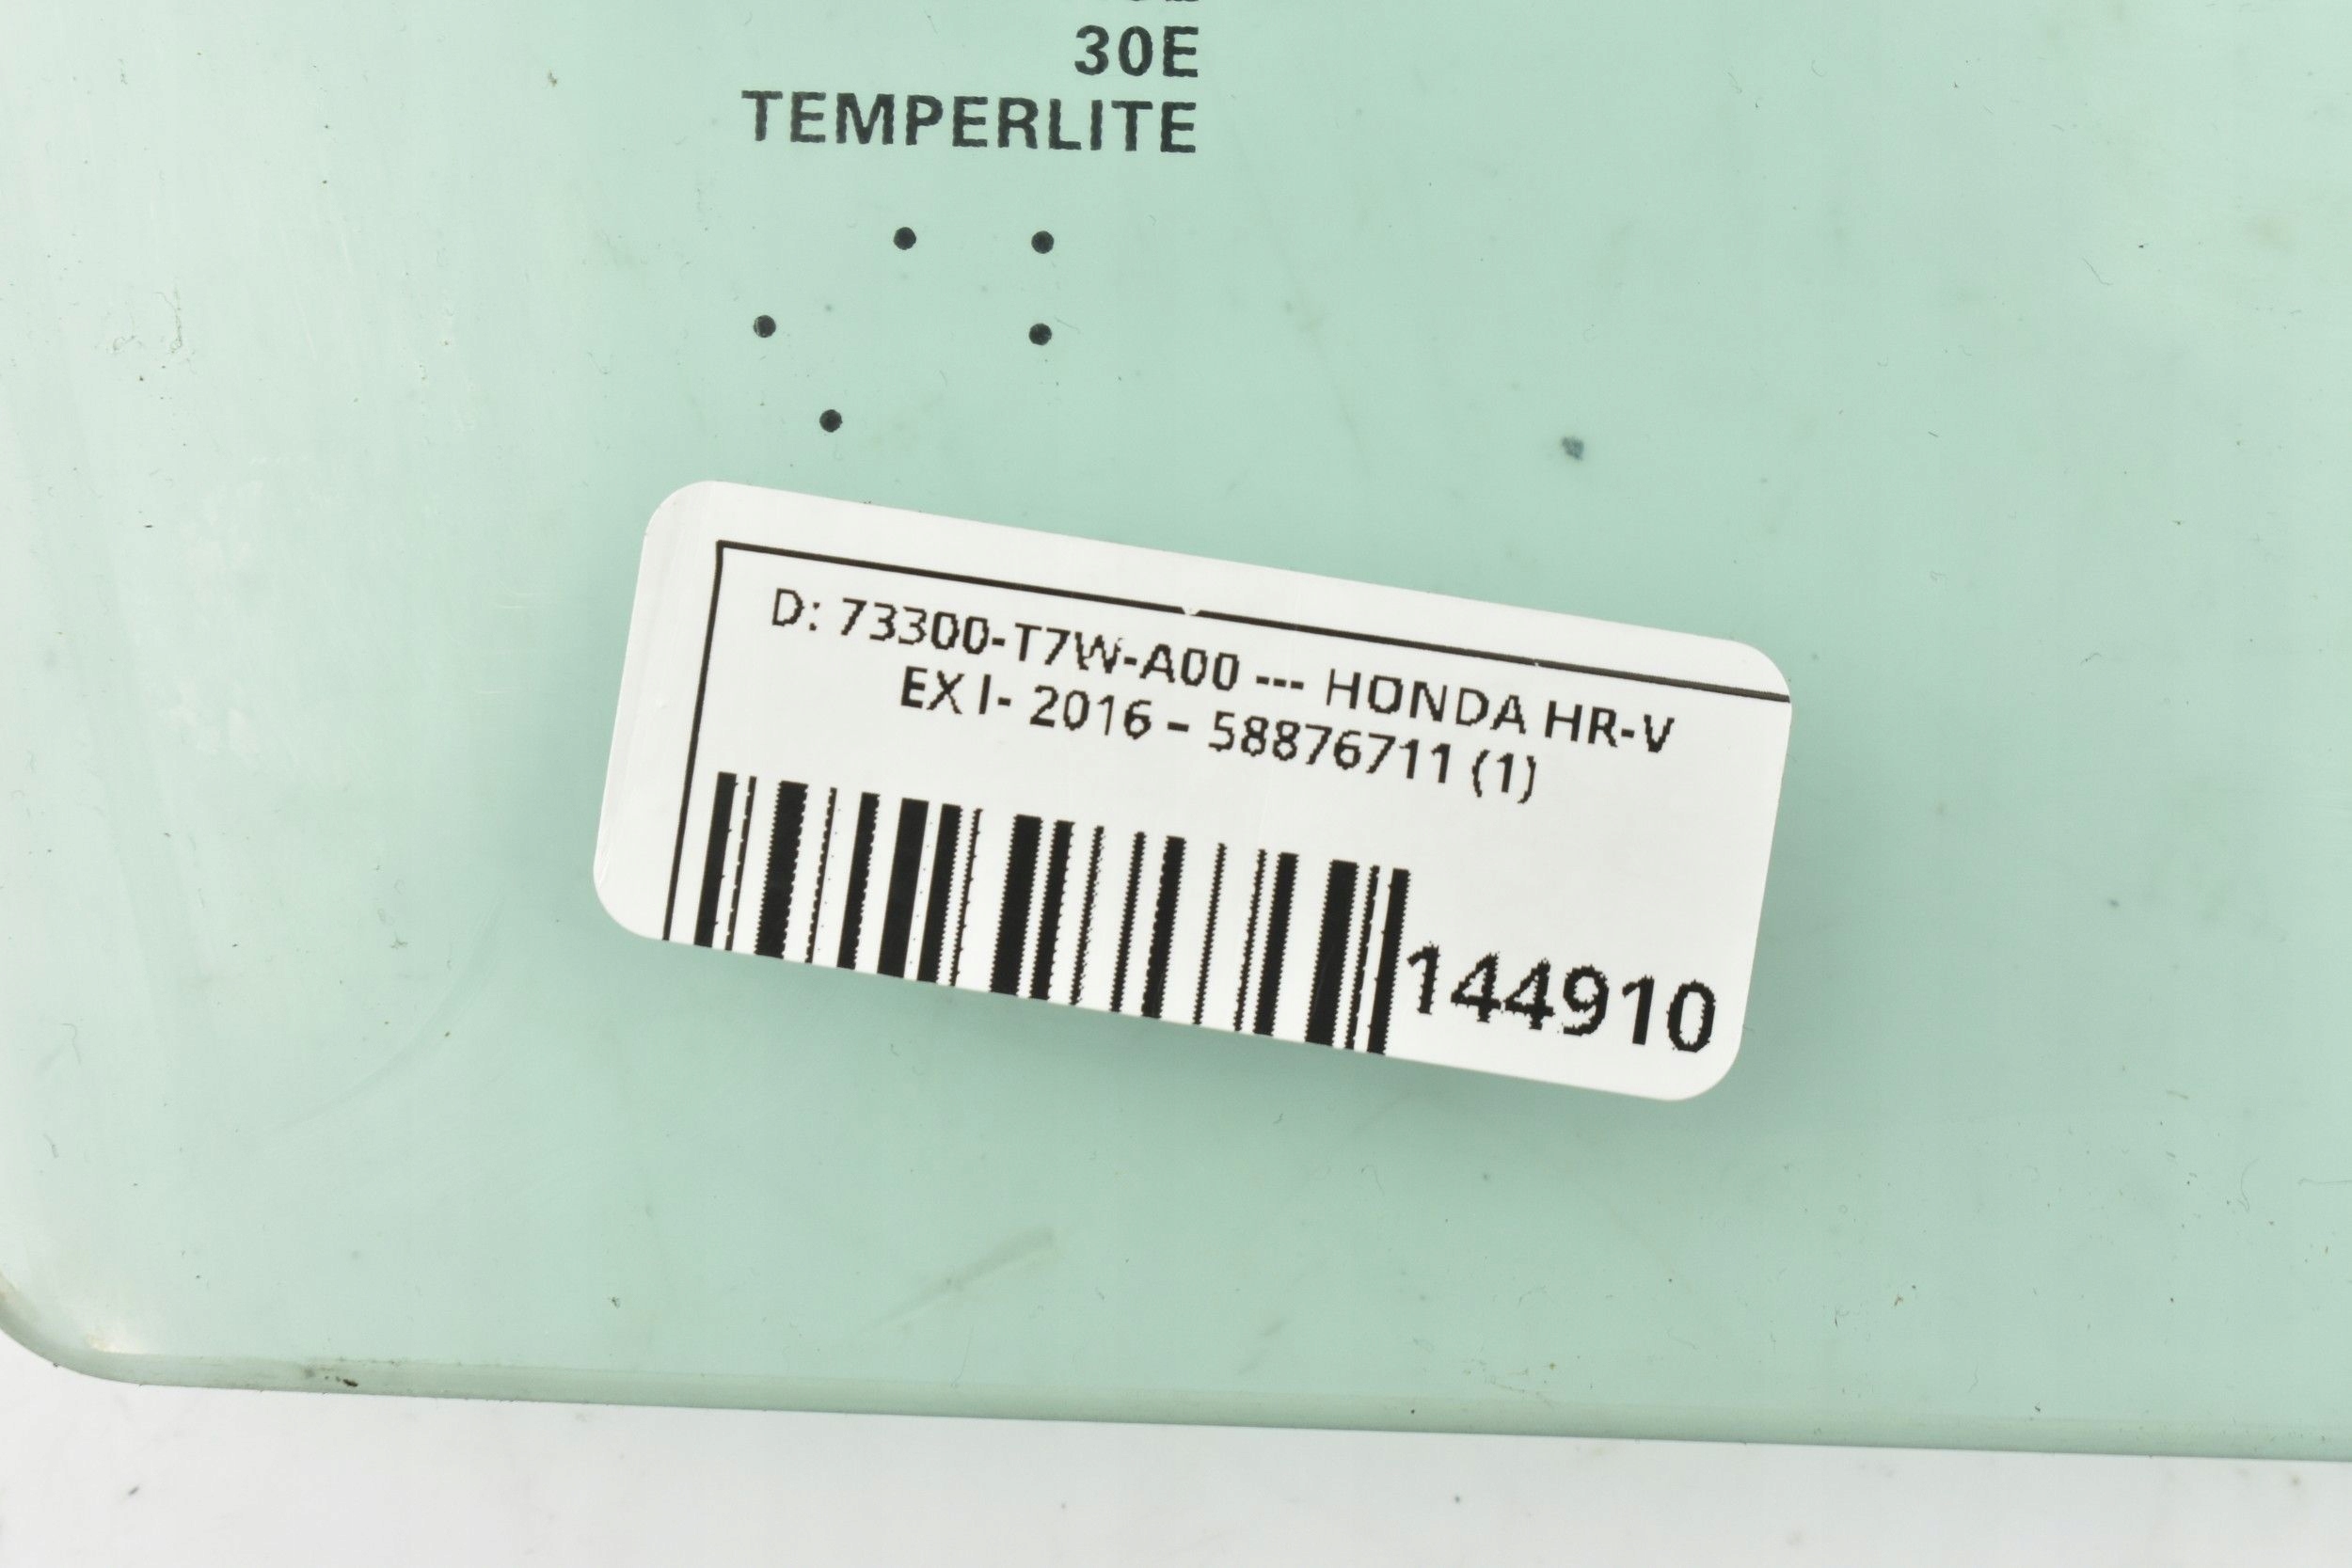 30E
TEMPERLITE
D: 73300-T7W-A00 --- HONDA HR-V
EX I- 2016 - 58876711 (1)
144910